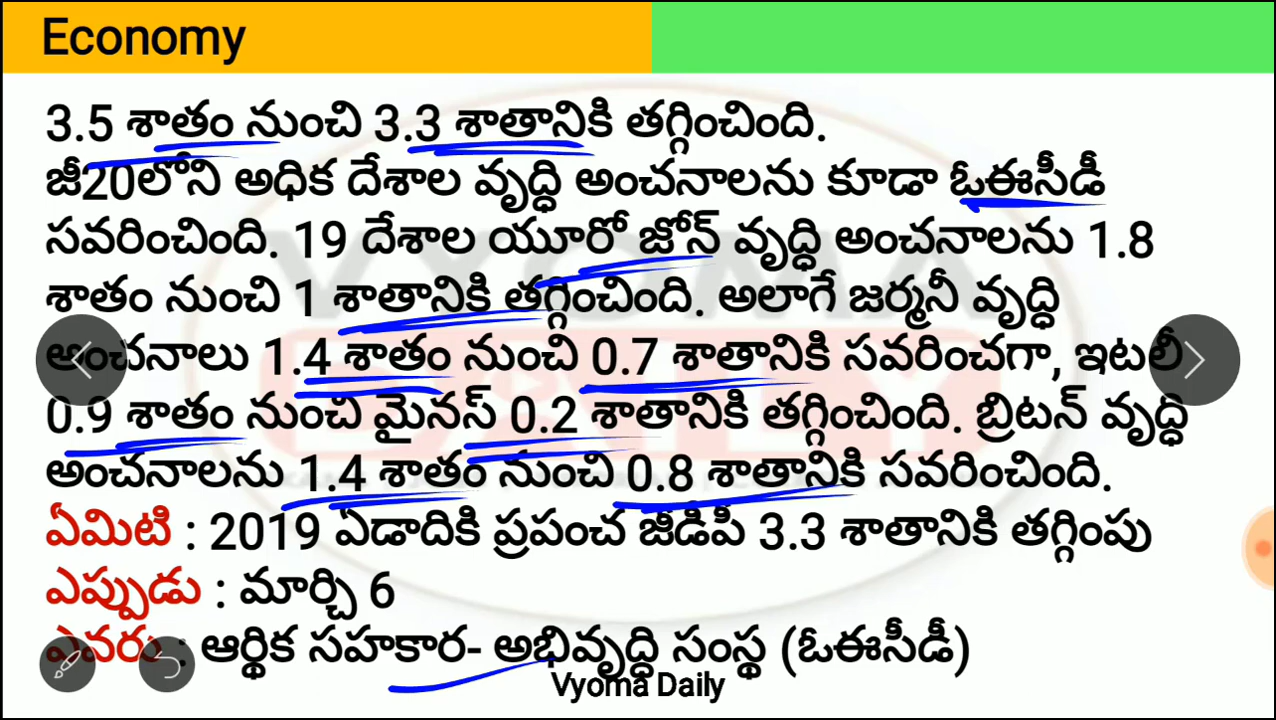 Economy
3.5 శాతం నుంచి 3.3 శాతానికి తగ్గించింది.
జీ20లోని అధిక దేశాల వృద్ధి అంచనాలను కూడా ఓఈసీడీ
సవరించింది. 19 దేశాల యూరో జోన్ వృద్ధి అంచనాలను 1.8
శాతం నుంచి 1 శాతానికి తగ్గించింది. అలాగే జర్మనీ వృద్ధి
అంచనాలు 1.4 శాతం నుంచి 0.7 శాతానికి సవరించగా, ఇటలీ
0.9 శాతం నుంచి మైనస్ 0.2 శాతానికి తగ్గించింది. బ్రిటన్ వృద్ధి
అంచనాలను 1.4 శాతం నుంచి 0.8 శాతానికి సవరించింది.
ఏమిటి : 2019 ఏడాదికి ప్రపంచ జీడీపీ 3.3 శాతానికి తగ్గింపు
ఎప్పుడు : మార్చి 6
ఎవరు : ఆర్థిక సహకార- అభివృద్ధి సంస్థ (ఓఈసీడీ)
Vyoma Daily